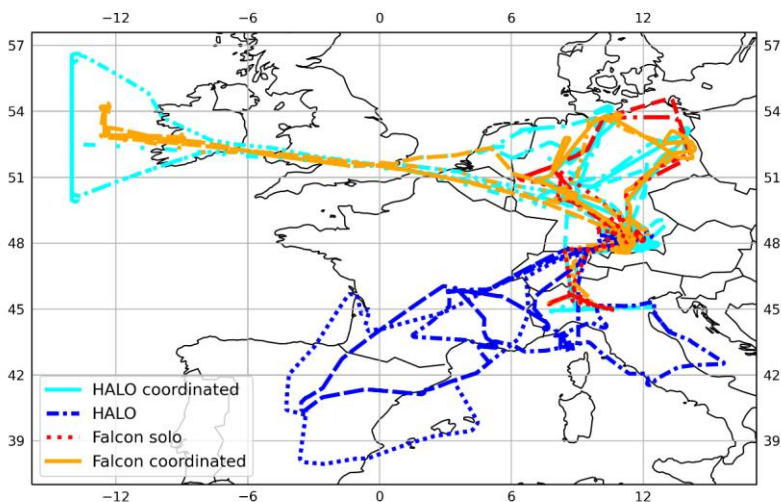 −12 −6 0 6 12
57 57
54 54
51 51
48 48
45 45
42 42
39 39
HALO coordinated
HALO
Falcon solo
Falcon coordinated
−12 −6 0 6 12